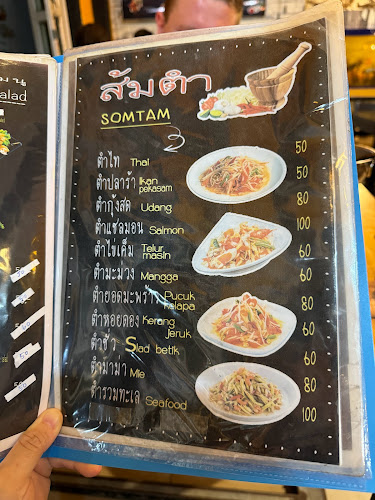 alad
ส้มตำ
SOMTAM
ตำไท Thai 50
ตำปลาร้า Ikan pekasam 50
ตำกุ้งสด Udang 80
ตำแซลมอน Salmon 100
ตำไข่เค็ม Telur masin 60
ตำมะม่วง Mangga 60
ตำยอดมะพร้าว Pucuk kelapa 80
ตำหอยดอง Kerang jeruk 60
ตำซั่ว Slad betik 60
ตำมาม่า Mie 80
ตำรวมทะเล Seafood 100